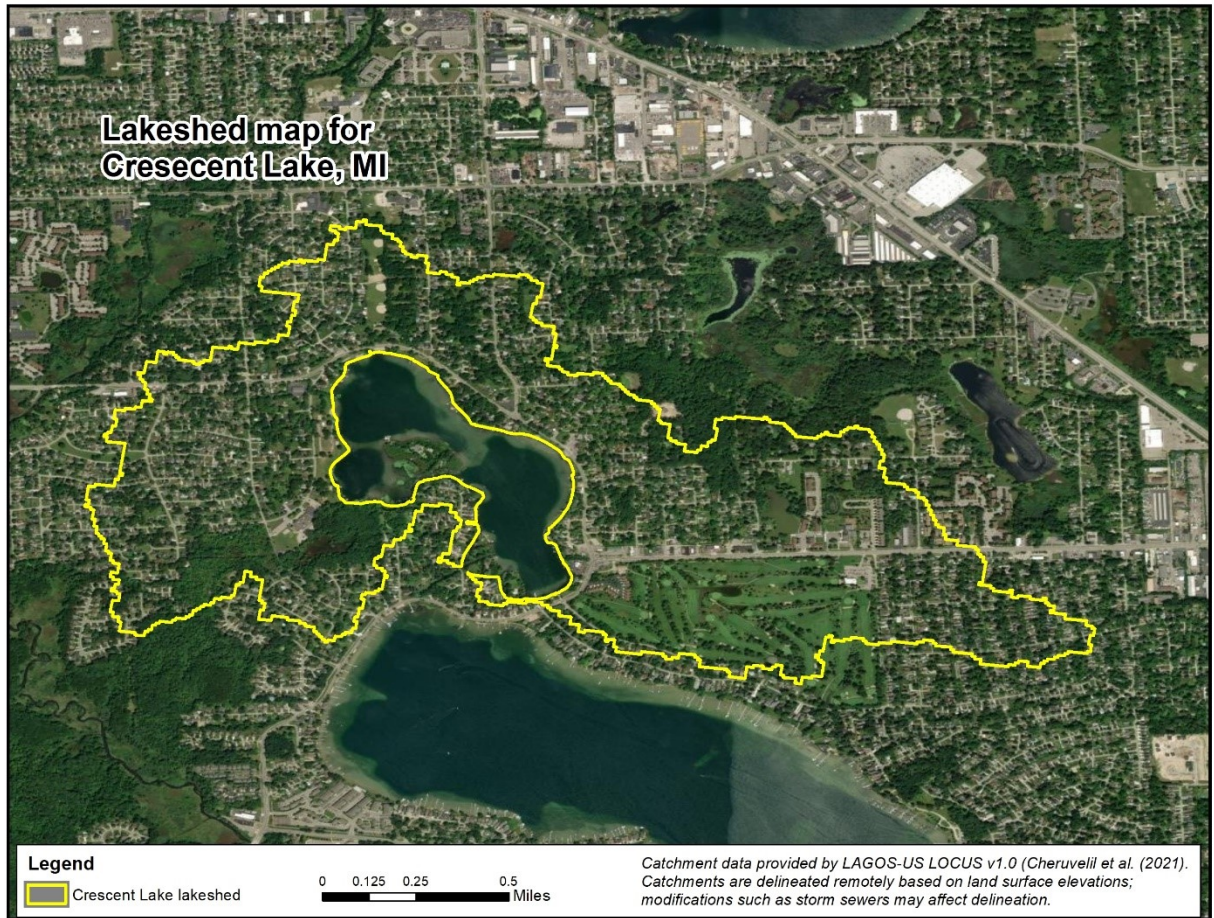 Lakeshed map for
Cresecent Lake, MI
Legend
Crescent Lake lakeshed
0 0.125 0.25 0.5
Miles
Catchment data provided by LAGOS-US LOCUS v1.0 (Cheruvelil et al. (2021).
Catchments are delineated remotely based on land surface elevations;
modifications such as storm sewers may affect delineation.